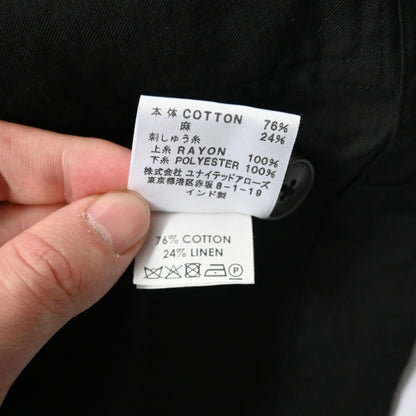 本体 COTTON 76%
麻 24%
刺しゅう糸
上糸 RAYON 100%
下糸 POLYESTER 100%
株式会社 ユナイテッドアローズ
東京都港区赤坂8-1-19
インド製
76% COTTON
24% LINEN
P